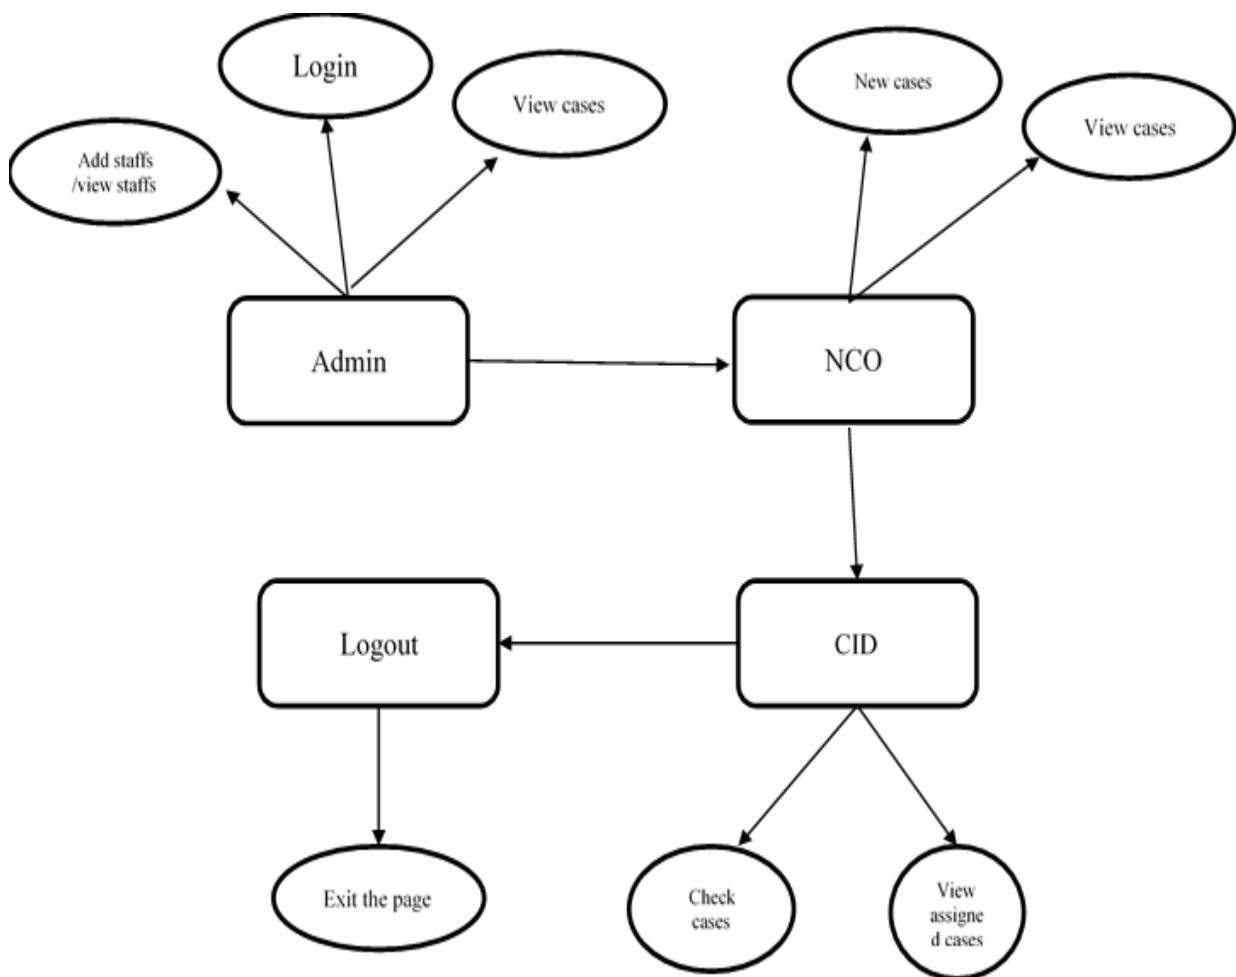 Login
View cases
New cases
View cases
Add staffs
/view staffs
Admin
NCO
Logout
CID
Exit the page
Check
cases
View
assigne
d cases